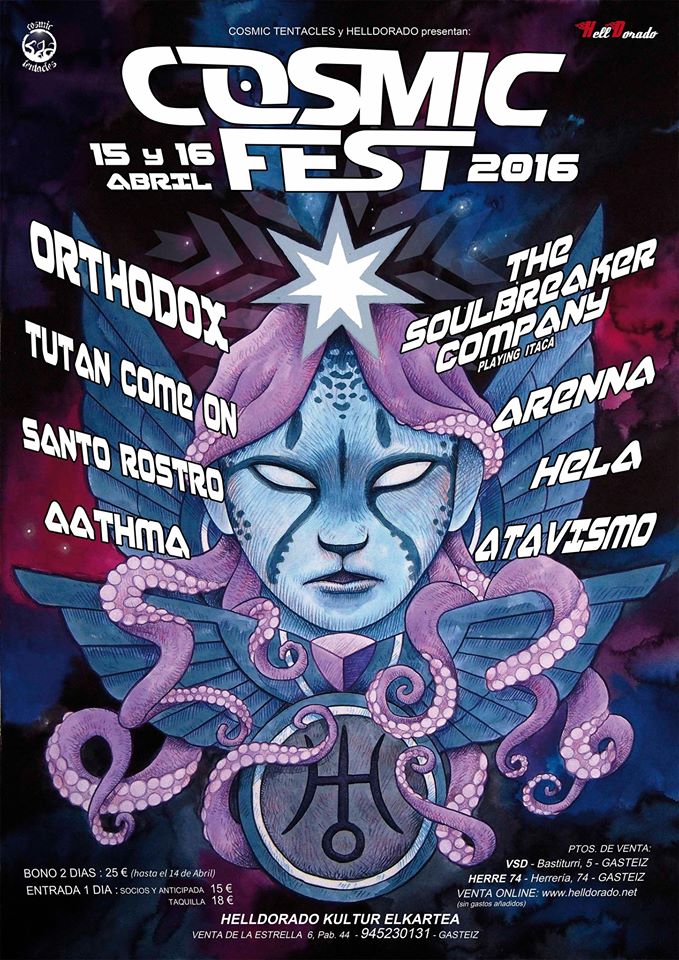 cosmic
tentacles
COSMIC TENTACLES y HELLDORADO presentan:
HellDorado
COSMIC
FEST
15 y 16
ABRIL
2016
ORTHODOX
TUTAN COME ON
SANTO ROSTRO
AATHMA
THE
SOULBREAKER
COMPANY
PLAYING ITACA
ARENNA
HELA
ATAVISMO
BONO 2 DIAS : 25 € (hasta el 14 de Abril)
ENTRADA 1 DIA : SOCIOS Y ANTICIPADA 15 €
TAQUILLA 18 €
PTOS. DE VENTA:
VSD - Bastiturri, 5 - GASTEIZ
HERRE 74 - Herrería, 74 - GASTEIZ
VENTA ONLINE: www.helldorado.net
(sin gastos añadidos)
HELLDORADO KULTUR ELKARTEA
VENTA DE LA ESTRELLA 6, Pab. 44 - 945230131 - GASTEIZ